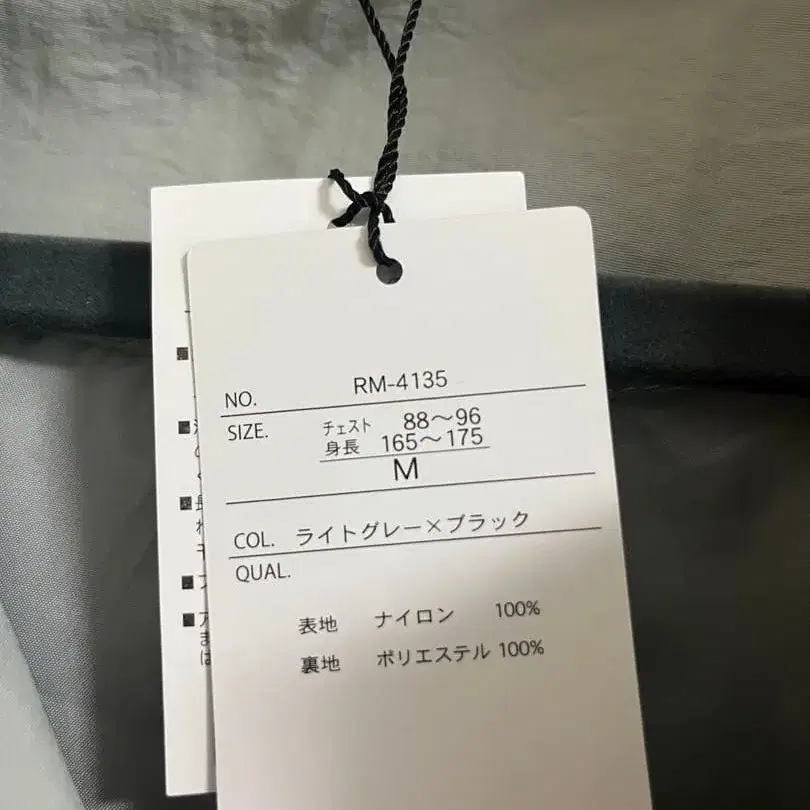 NO. RM-4135
SIZE. チェスト 88〜96
身長 165〜175
M
COL. ライトグレー×ブラック
QUAL.
表地 ナイロン 100%
裏地 ポリエステル 100%